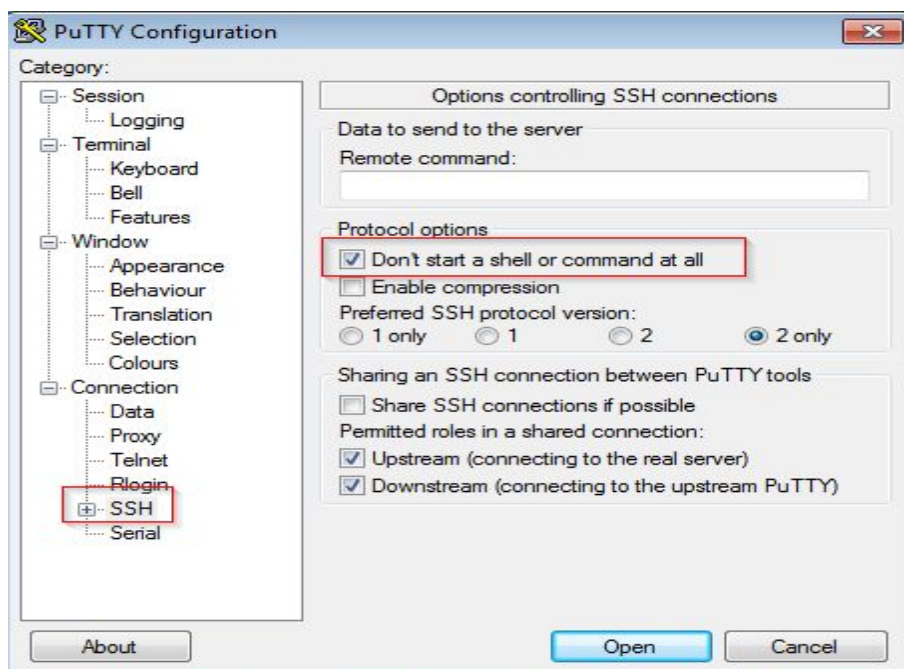 PuTTY Configuration
Category:
Session
Logging
Terminal
Keyboard
Bell
Features
Window
Appearance
Behaviour
Translation
Selection
Colours
Connection
Data
Proxy
Telnet
Rlogin
SSH
Serial
Options controlling SSH connections
Data to send to the server
Remote command:
Protocol options
Don't start a shell or command at all
Enable compression
Preferred SSH protocol version:
1 only 1 2 2 only
Sharing an SSH connection between PuTTY tools
Share SSH connections if possible
Permitted roles in a shared connection:
Upstream (connecting to the real server)
Downstream (connecting to the upstream PuTTY)
About Open Cancel